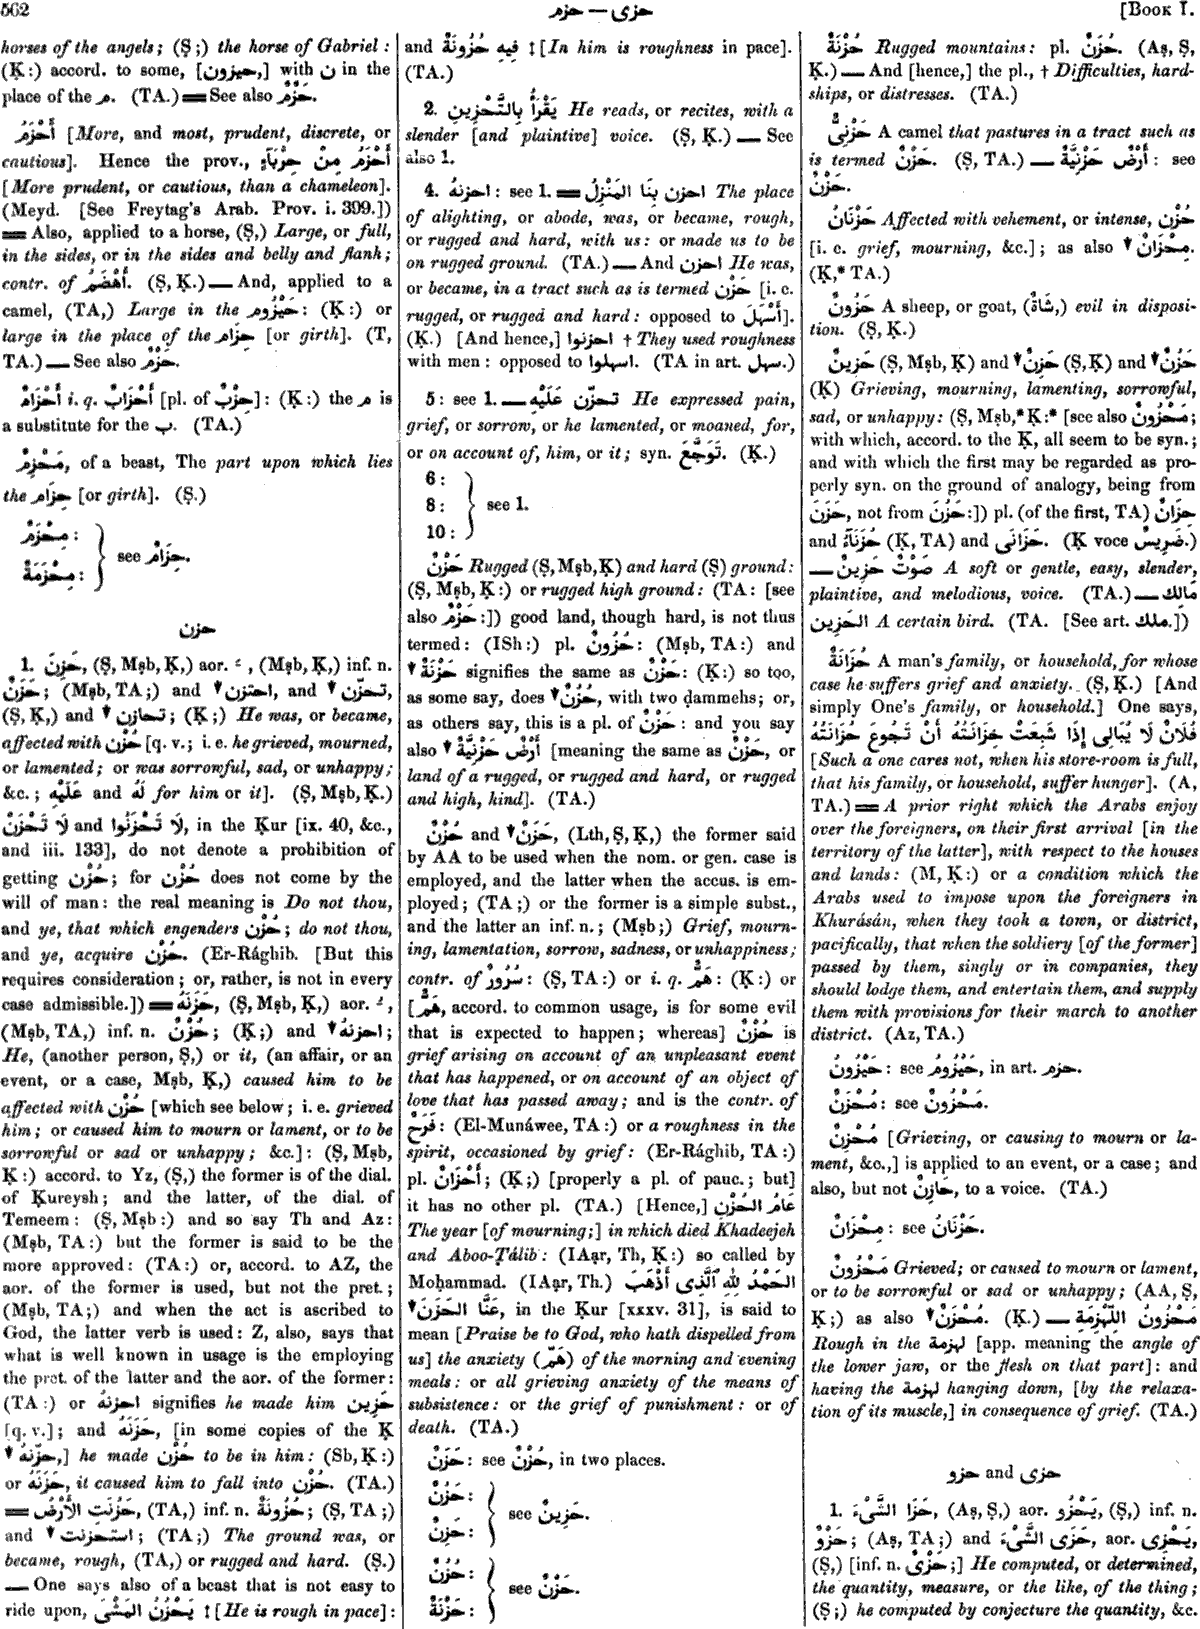 562
حزم — حزى
[Book I.
horses of the angels; (Ṣ;) the horse of Gabriel:
(Ḳ:) accord. to some, [حيزون,] with ن in the
place of the م. (TA.) ══ See also حَزْمٌ.
أَحْزَمُ [More, and most, prudent, discrete, or
cautious]. Hence the prov., أَحْزَمُ مِنْ حِرْبَآءٍ
[More prudent, or cautious, than a chameleon].
(Meyd. [See Freytag's Arab. Prov. i. 399.])
══ Also, applied to a horse, (Ṣ,) Large, or full,
in the sides, or in the sides and belly and flank;
contr. of أَهْضَمُ. (Ṣ, Ḳ.) — And, applied to a
camel, (TA,) Large in the حَيْزُوم: (Ḳ:) or
large in the place of the حِزَام [or girth]. (T,
TA.) — See also حَزْمٌ.
أَحْزَامٌ i. q. أَحْزَابٌ [pl. of حِزْبٌ]: (Ḳ:) the م is
a substitute for the ب. (TA.)
مَحْزِمٌ, of a beast, The part upon which lies
the حِزَام [or girth]. (Ṣ.)
مِحْزَمٌ :
مِحْزَمَةٌ :
see حِزَامٌ.
حزن
1. حَزِنَ, (Ṣ, Mṣb, Ḳ,) aor. ـَ, (Mṣb, Ḳ,) inf. n.
حَزَنٌ; (Mṣb, TA;) and ▼ احتزن, and ▼ تحزّن,
(Ṣ, Ḳ,) and ▼ تحازن; (Ḳ;) He was, or became,
affected with حُزْن [q. v.; i. e. he grieved, mourned,
or lamented; or was sorrowful, sad, or unhappy;
&c.; عَلَيْهِ and لَهُ for him or it]. (Ṣ, Mṣb, Ḳ.)
لَا تَحْزَنْ and لَا تَحْزَنُوا, in the Ḳur [ix. 40, &c.,
and iii. 133], do not denote a prohibition of
getting حُزْن; for حُزْن does not come by the
will of man: the real meaning is Do not thou,
and ye, that which engenders حُزْن; do not thou,
and ye, acquire حُزْن. (Er-Rághib. [But this
requires consideration; or, rather, is not in every
case admissible.]) ══ حَزَنَهُ, (Ṣ, Mṣb, Ḳ,) aor. ـُ,
(Mṣb, TA,) inf. n. حُزْنٌ; (Ḳ;) and ▼ احزنهُ;
He, (another person, Ṣ,) or it, (an affair, or an
event, or a case, Mṣb, Ḳ,) caused him to be
affected with حُزْن [which see below; i. e. grieved
him; or caused him to mourn or lament, or to be
sorrowful or sad or unhappy; &c.]: (Ṣ, Mṣb,
Ḳ:) accord. to Yz, (Ṣ,) the former is of the dial.
of Ḳureysh; and the latter, of the dial. of
Temeem: (Ṣ, Mṣb:) and so say Th and Az:
(Mṣb, TA:) but the former is said to be the
more approved: (TA:) or, accord. to AZ, the
aor. of the former is used, but not the pret.;
(Mṣb, TA;) and when the act is ascribed to
God, the latter verb is used: Z, also, says that
what is well known in usage is the employing
the pret. of the latter and the aor. of the former:
(TA:) or احزنهُ signifies he made him حَزِين
[q. v.]; and حَزَنَهُ, [in some copies of the Ḳ
▼ حزّنهُ,] he made حُزْن to be in him: (Sb, Ḳ:)
or حَزَنَهُ, it caused him to fall into حُزْن. (TA.)
══ حَزُنَتِ الأَرْضُ, (TA,) inf. n. حُزُونَةٌ; (Ṣ, TA;)
and ▼ استحزنت; (TA;) The ground was, or
became, rough, (TA,) or rugged and hard. (Ṣ.)
— One says also of a beast that is not easy to
ride upon, يَحْزُنُ المَشْىَ ‡ [He is rough in pace]:
and فِيهِ حُزُونَةٌ ‡ [In him is roughness in pace].
(TA.)
2. يَقْرَأُ بِالتَّحْزِينِ He reads, or recites, with a
slender [and plaintive] voice. (Ṣ, Ḳ.) — See
also 1.
4. احزنهُ: see 1. ══ احزن بِنَا المَنْزِلُ The place
of alighting, or abode, was, or became, rough,
or rugged and hard, with us: or made us to be
on rugged ground. (TA.) — And احزن He was,
or became, in a tract such as is termed حَزْن [i. e.
rugged, or rugged and hard: opposed to أَسْهَلَ].
(Ḳ.) [And hence,] احزنوا † They used roughness
with men: opposed to اسهلوا. (TA in art. سهل.)
5: see 1. — تحزّن عَلَيْهِ He expressed pain,
grief, or sorrow, or he lamented, or moaned, for,
or on account of, him, or it; syn. تَوَجَّعَ. (Ḳ.)
6:
8:
10:
see 1.
حَزْنٌ Rugged (Ṣ, Mṣb, Ḳ) and hard (Ṣ) ground:
(Ṣ, Mṣb, Ḳ:) or rugged high ground: (TA: [see
also حَزْمٌ:]) good land, though hard, is not thus
termed: (ISh:) pl. حُزُونٌ: (Mṣb, TA:) and
▼ حَزْنَةٌ signifies the same as حَزْنٌ: (Ḳ:) so too,
as some say, does ▼ حُزُنٌ, with two ḍammehs; or,
as others say, this is a pl. of حَزْنٌ: and you say
also ▼ أَرْضٌ حَزْنِيَّةٌ [meaning the same as حَزْنٌ, or
land of a rugged, or rugged and hard, or rugged
and high, kind]. (TA.)
حُزْنٌ and ▼ حَزَنٌ, (Lth, Ṣ, Ḳ,) the former said
by AA to be used when the nom. or gen. case is
employed, and the latter when the accus. is em-
ployed; (TA;) or the former is a simple subst.,
and the latter an inf. n.; (Mṣb;) Grief, mourn-
ing, lamentation, sorrow, sadness, or unhappiness;
contr. of سُرُورٌ: (Ṣ, TA:) or i. q. هَمٌّ: (Ḳ:) or
[هَمٌّ, accord. to common usage, is for some evil
that is expected to happen; whereas] حُزْنٌ is
grief arising on account of an unpleasant event
that has happened, or on account of an object of
love that has passed away; and is the contr. of
فَرَحٌ: (El-Munáwee, TA:) or a roughness in the
spirit, occasioned by grief: (Er-Rághib, TA:)
pl. أَحْزَانٌ; (Ḳ;) [properly a pl. of pauc.; but]
it has no other pl. (TA.) [Hence,] عَامُ الحُزْنِ
The year [of mourning;] in which died Khadeejeh
and Aboo-Ṭálib: (IAạr, Th, Ḳ:) so called by
Moḥammad. (IAạr, Th.) الحَمْدُ لِلّٰهِ ٱلَّذِى أَذْهَبَ
▼ عَنَّا الحَزَنَ, in the Ḳur [xxxv. 31], is said to
mean [Praise be to God, who hath dispelled from
us] the anxiety (هَمّ) of the morning and evening
meals: or all grieving anxiety of the means of
subsistence: or the grief of punishment: or of
death. (TA.)
حَزَنٌ: see حُزْنٌ, in two places.
حَزُنٌ :
حَزِنٌ :
see حَزِينٌ.
حُزُنٌ :
حَزْنَةٌ :
see حَزْنٌ.
حُزْنَةٌ Rugged mountains: pl. حُزَنٌ. (Aṣ, Ṣ,
Ḳ.) — And [hence,] the pl., † Difficulties, hard-
ships, or distresses. (TA.)
حَزْنِىٌّ A camel that pastures in a tract such as
is termed حَزْنٌ. (Ṣ, TA.) — أَرْضٌ حَزْنِيَّةٌ: see
حَزْنٌ.
حَزْنَانُ Affected with vehement, or intense, حُزْن
[i. e. grief, mourning, &c.]; as also ▼ مِحْزَانٌ.
(Ḳ,* TA.)
حَزُونٌ A sheep, or goat, (شَاةٌ,) evil in disposi-
tion. (Ṣ, Ḳ.)
حَزِينٌ (Ṣ, Mṣb, Ḳ) and ▼ حَزِنٌ (Ṣ, Ḳ) and ▼ حَزُنٌ
(Ḳ) Grieving, mourning, lamenting, sorrowful,
sad, or unhappy: (Ṣ, Mṣb,* Ḳ:* [see also مَحْزُونٌ;
with which, accord. to the Ḳ, all seem to be syn.;
and with which the first may be regarded as pro-
perly syn. on the ground of analogy, being from
حَزَنَ, not from حَزُنَ:]) pl. (of the first, TA) حِزَانٌ
and حُزَنَآءُ (Ḳ, TA) and حَزَانَى. (Ḳ voce ضَرِيسٌ.)
— صَوْتٌ حَزِينٌ A soft or gentle, easy, slender,
plaintive, and melodious, voice. (TA.) — مَالِك
الحَزِين A certain bird. (TA. [See art. ملك.])
حُزَانَةٌ A man's family, or household, for whose
case he suffers grief and anxiety. (Ṣ, Ḳ.) [And
simply One's family, or household.] One says,
فُلَانٌ لَا يُبَالِى إِذَا شَبِعَتْ خِزَانَتُهُ أَنْ تَجُوعَ حُزَانَتُهُ
[Such a one cares not, when his store-room is full,
that his family, or household, suffer hunger]. (A,
TA.) ══ A prior right which the Arabs enjoy
over the foreigners, on their first arrival [in the
territory of the latter], with respect to the houses
and lands: (M, Ḳ:) or a condition which the
Arabs used to impose upon the foreigners in
Khurásán, when they took a town, or district,
pacifically, that when the soldiery [of the former]
passed by them, singly or in companies, they
should lodge them, and entertain them, and supply
them with provisions for their march to another
district. (Az, TA.)
حَيْزُونٌ: see حَيْزُومٌ, in art. حزم.
مُحْزَنٌ: see مَحْزُونٌ.
مُحْزِنٌ [Grieving, or causing to mourn or la-
ment, &c.,] is applied to an event, or a case; and
also, but not حَازِنٌ, to a voice. (TA.)
مِحْزَانٌ: see حَزْنَانُ.
مَحْزُونٌ Grieved; or caused to mourn or lament,
or to be sorrowful or sad or unhappy; (AA, Ṣ,
Ḳ;) as also ▼ مُحْزَنٌ. (Ḳ.) — مَحْزُونُ اللِّهْزِمَةِ
Rough in the لهزمة [app. meaning the angle of
the lower jaw, or the flesh on that part]: and
having the لهزمة hanging down, [by the relaxa-
tion of its muscle,] in consequence of grief. (TA.)
حزو and حزى
1. حَزَا الشَّىْءَ, (Aṣ, Ṣ,) aor. يَحْزُو, (Ṣ,) inf. n.
حَزْوٌ; (Aṣ, TA;) and حَزَى الشَّىْءَ, aor. يَحْزِى,
(Ṣ,) [inf. n. حَزْىٌ;] He computed, or determined,
the quantity, measure, or the like, of the thing;
(Ṣ;) he computed by conjecture the quantity, &c.